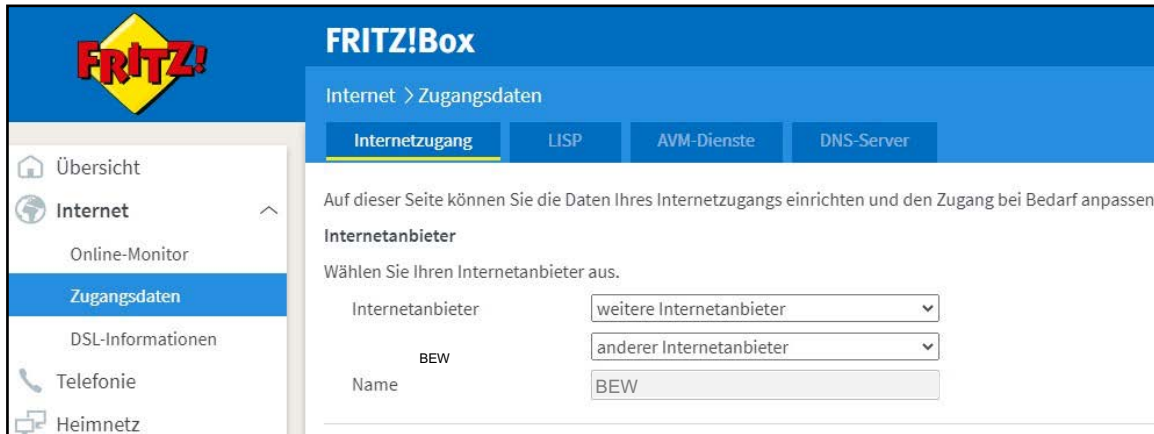 FRITZ!
FRITZ!Box
Internet > Zugangsdaten
Internetzugang LISP AVM-Dienste DNS-Server
Übersicht
Internet
Online-Monitor
Zugangsdaten
DSL-Informationen
Telefonie
Heimnetz
Auf dieser Seite können Sie die Daten Ihres Internetzugangs einrichten und den Zugang bei Bedarf anpassen
Internetanbieter
Wählen Sie Ihren Internetanbieter aus.
Internetanbieter weitere Internetanbieter
anderer Internetanbieter
BEW
Name BEW